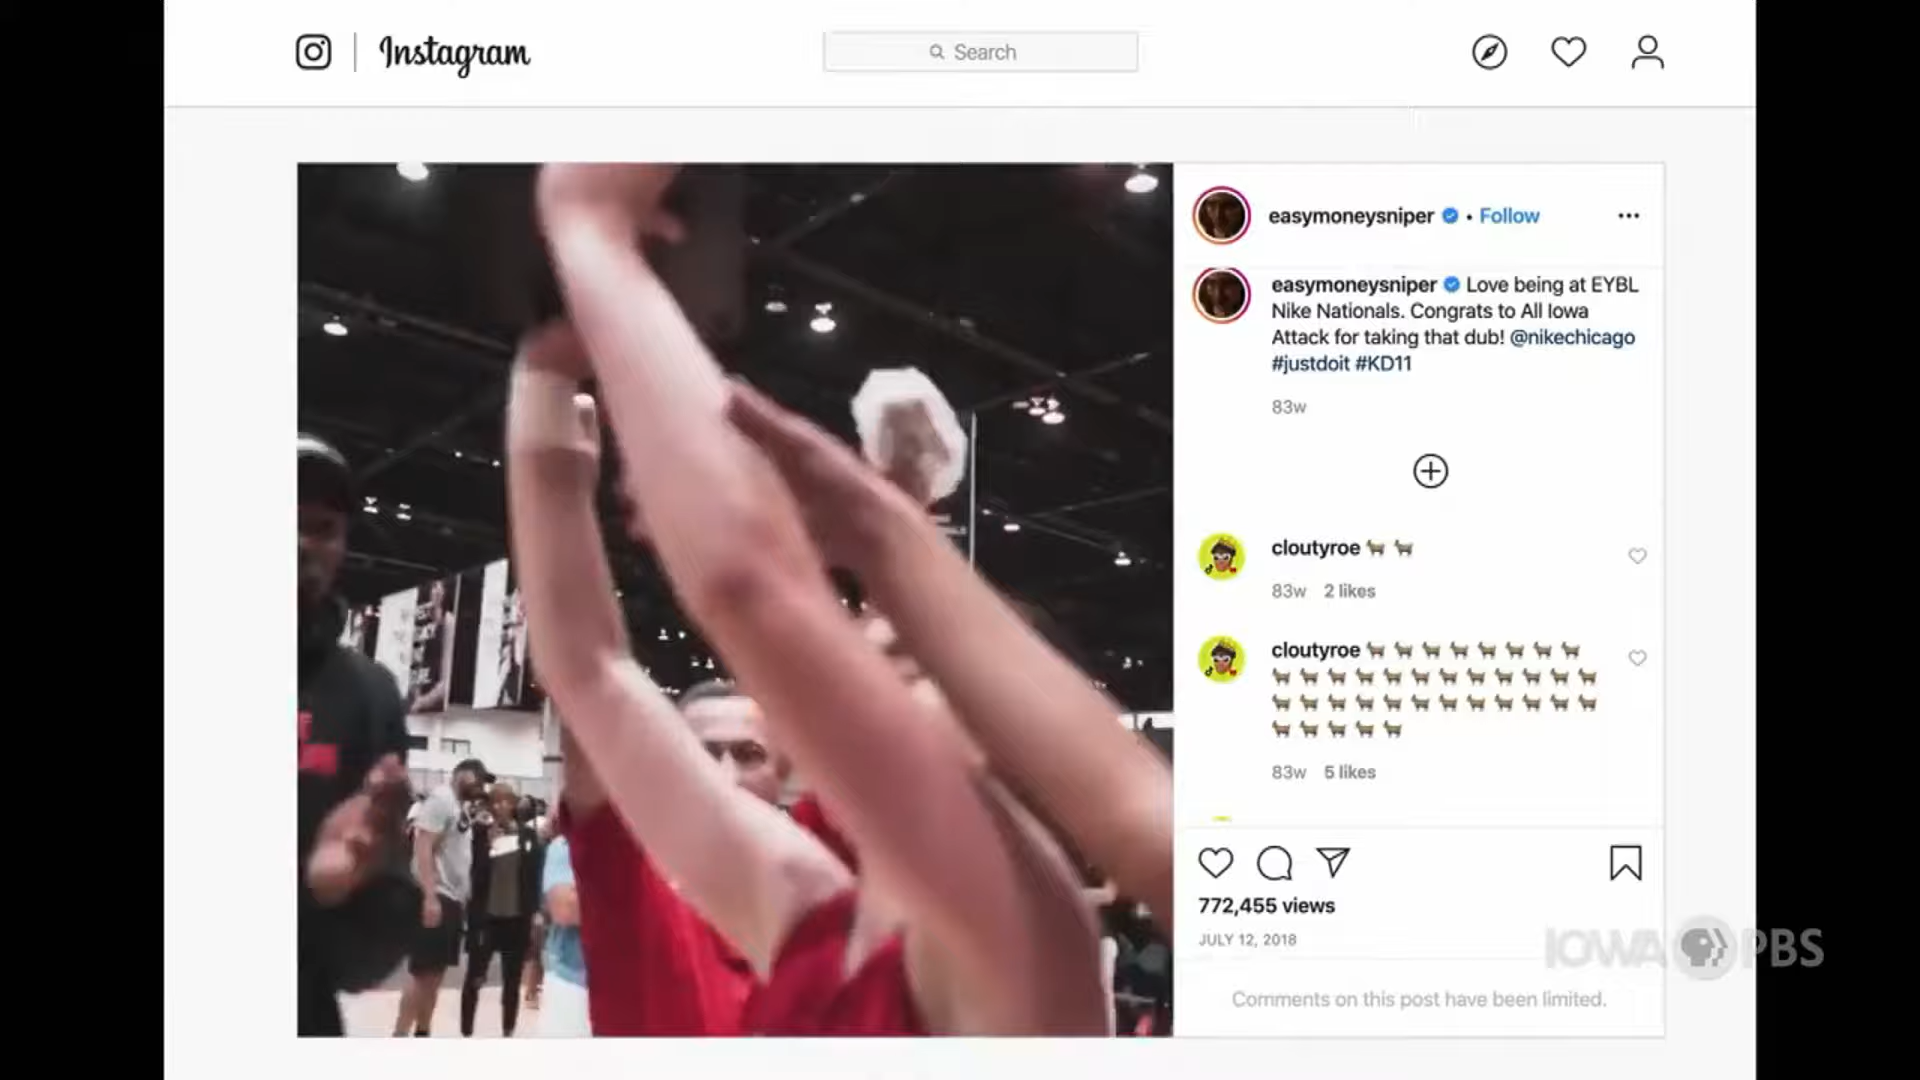 Instagram
Search
easymoneysniper • Follow
easymoneysniper Love being at EYBL
Nike Nationals. Congrats to All Iowa
Attack for taking that dub! @nikechicago
#justdoit #KD11
83w
cloutyroe
83w 2 likes
cloutyroe
83w 5 likes
772,455 views
JULY 12, 2018
Comments on this post have been limited.
IOWA PBS